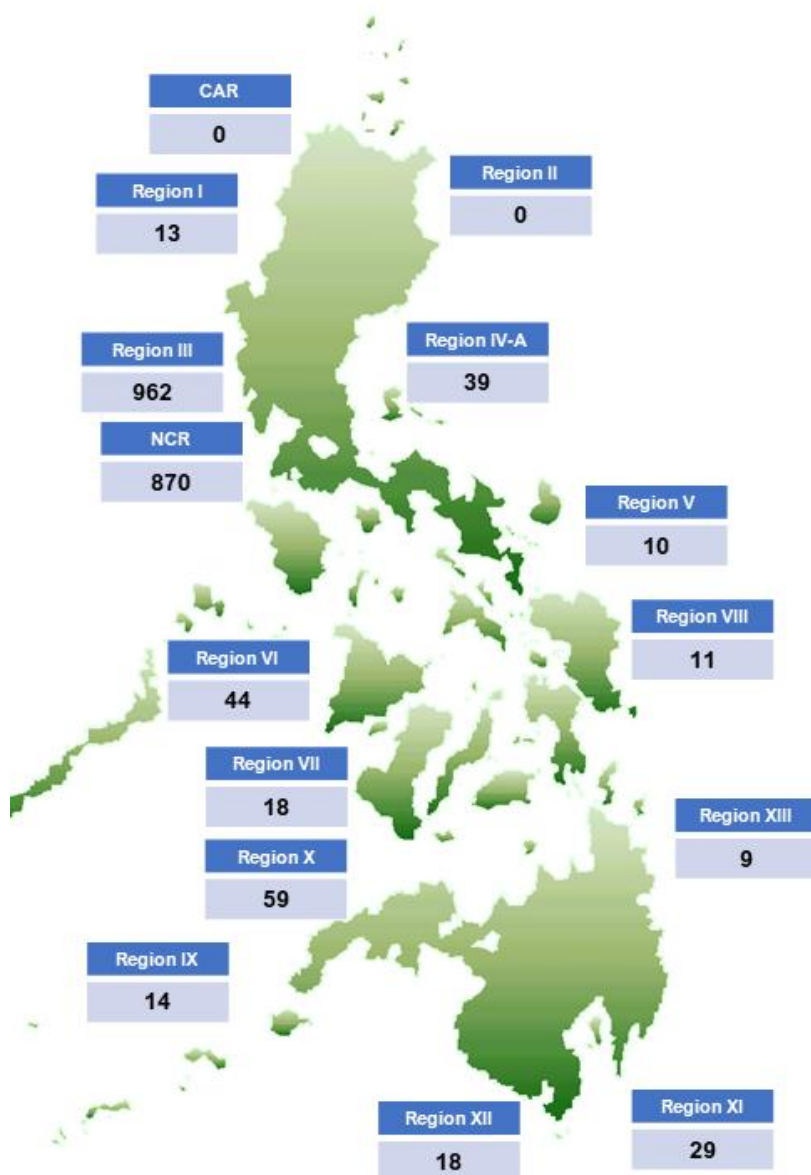 CAR
0
Region I
13
Region II
0
Region III
962
Region IV-A
39
NCR
870
Region V
10
Region VIII
11
Region VI
44
Region VII
18
Region XIII
9
Region X
59
Region IX
14
Region XII
18
Region XI
29